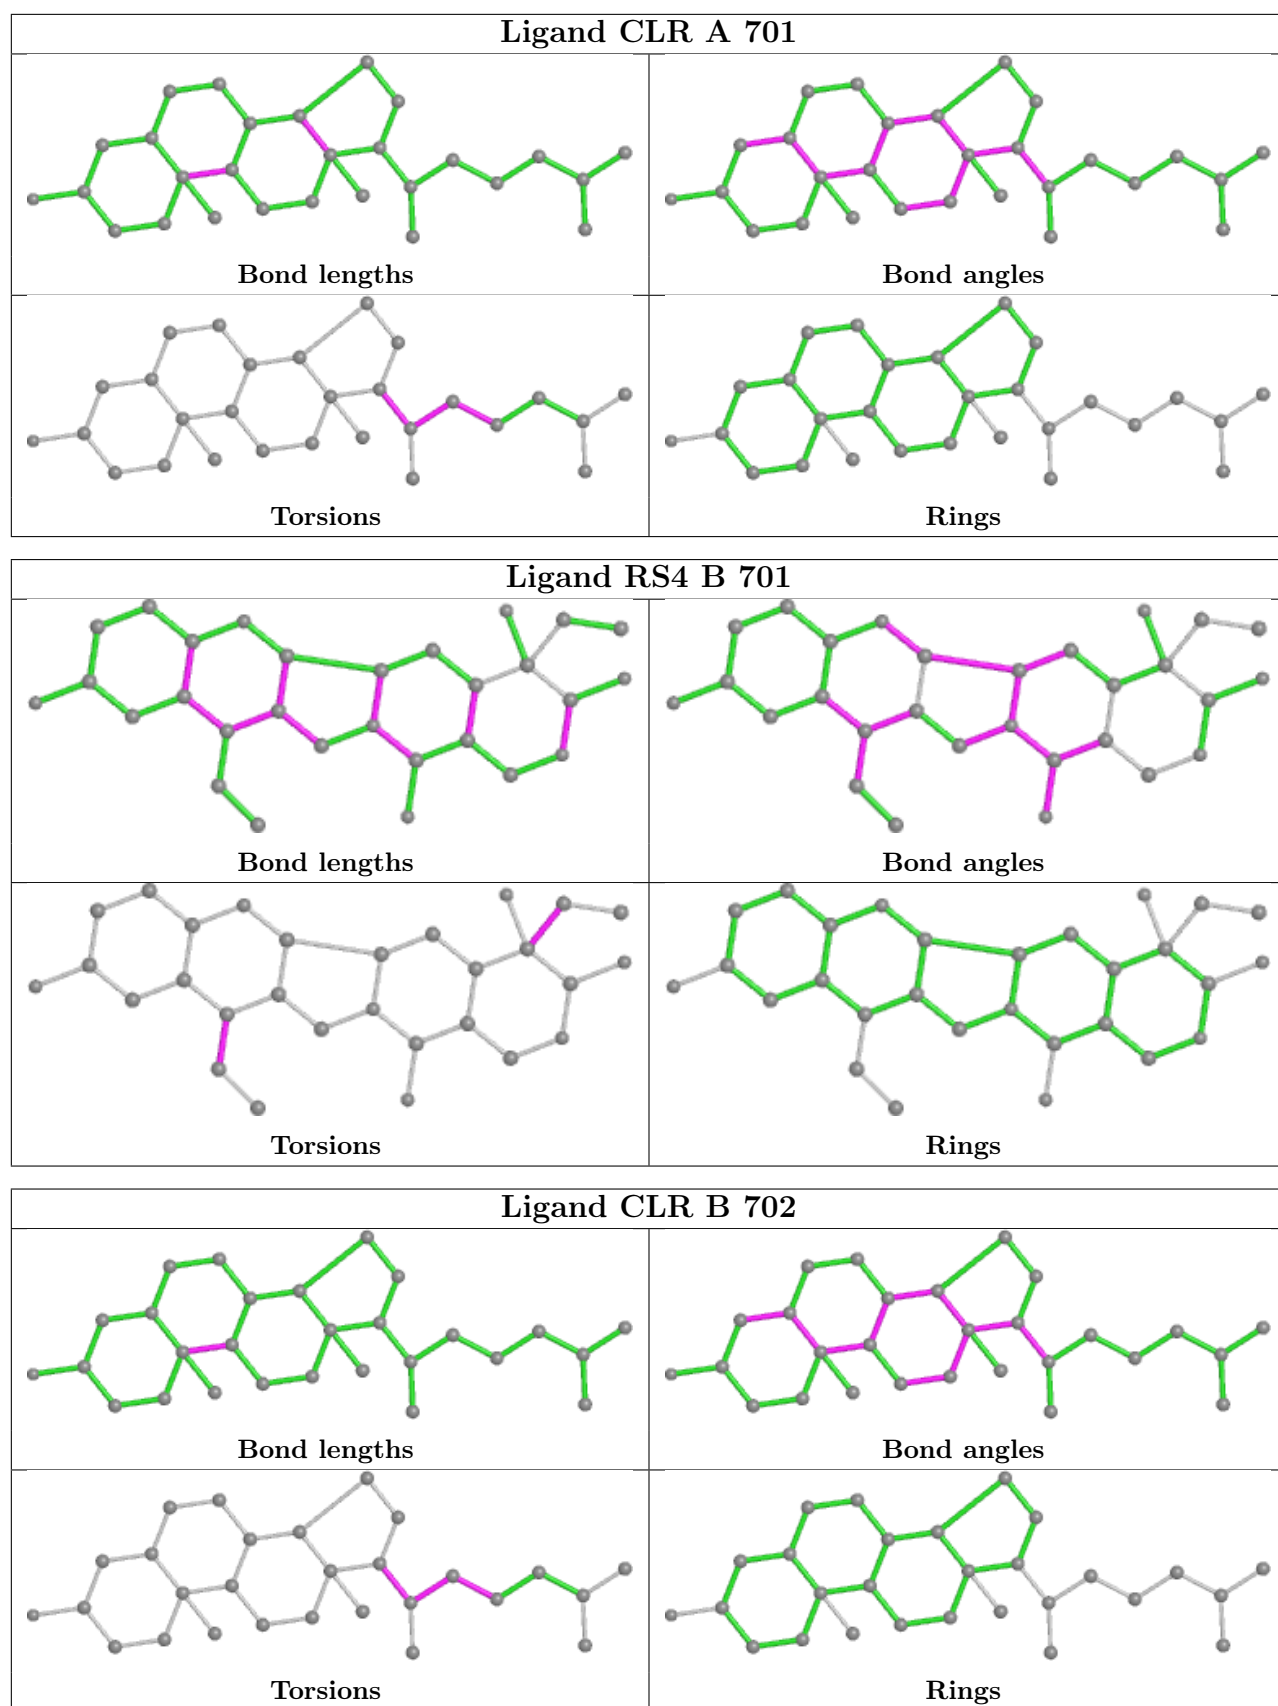 Ligand CLR A 701
Bond lengths
Bond angles
Torsions
Rings
Ligand RS4 B 701
Bond lengths
Bond angles
Torsions
Rings
Ligand CLR B 702
Bond lengths
Bond angles
Torsions
Rings